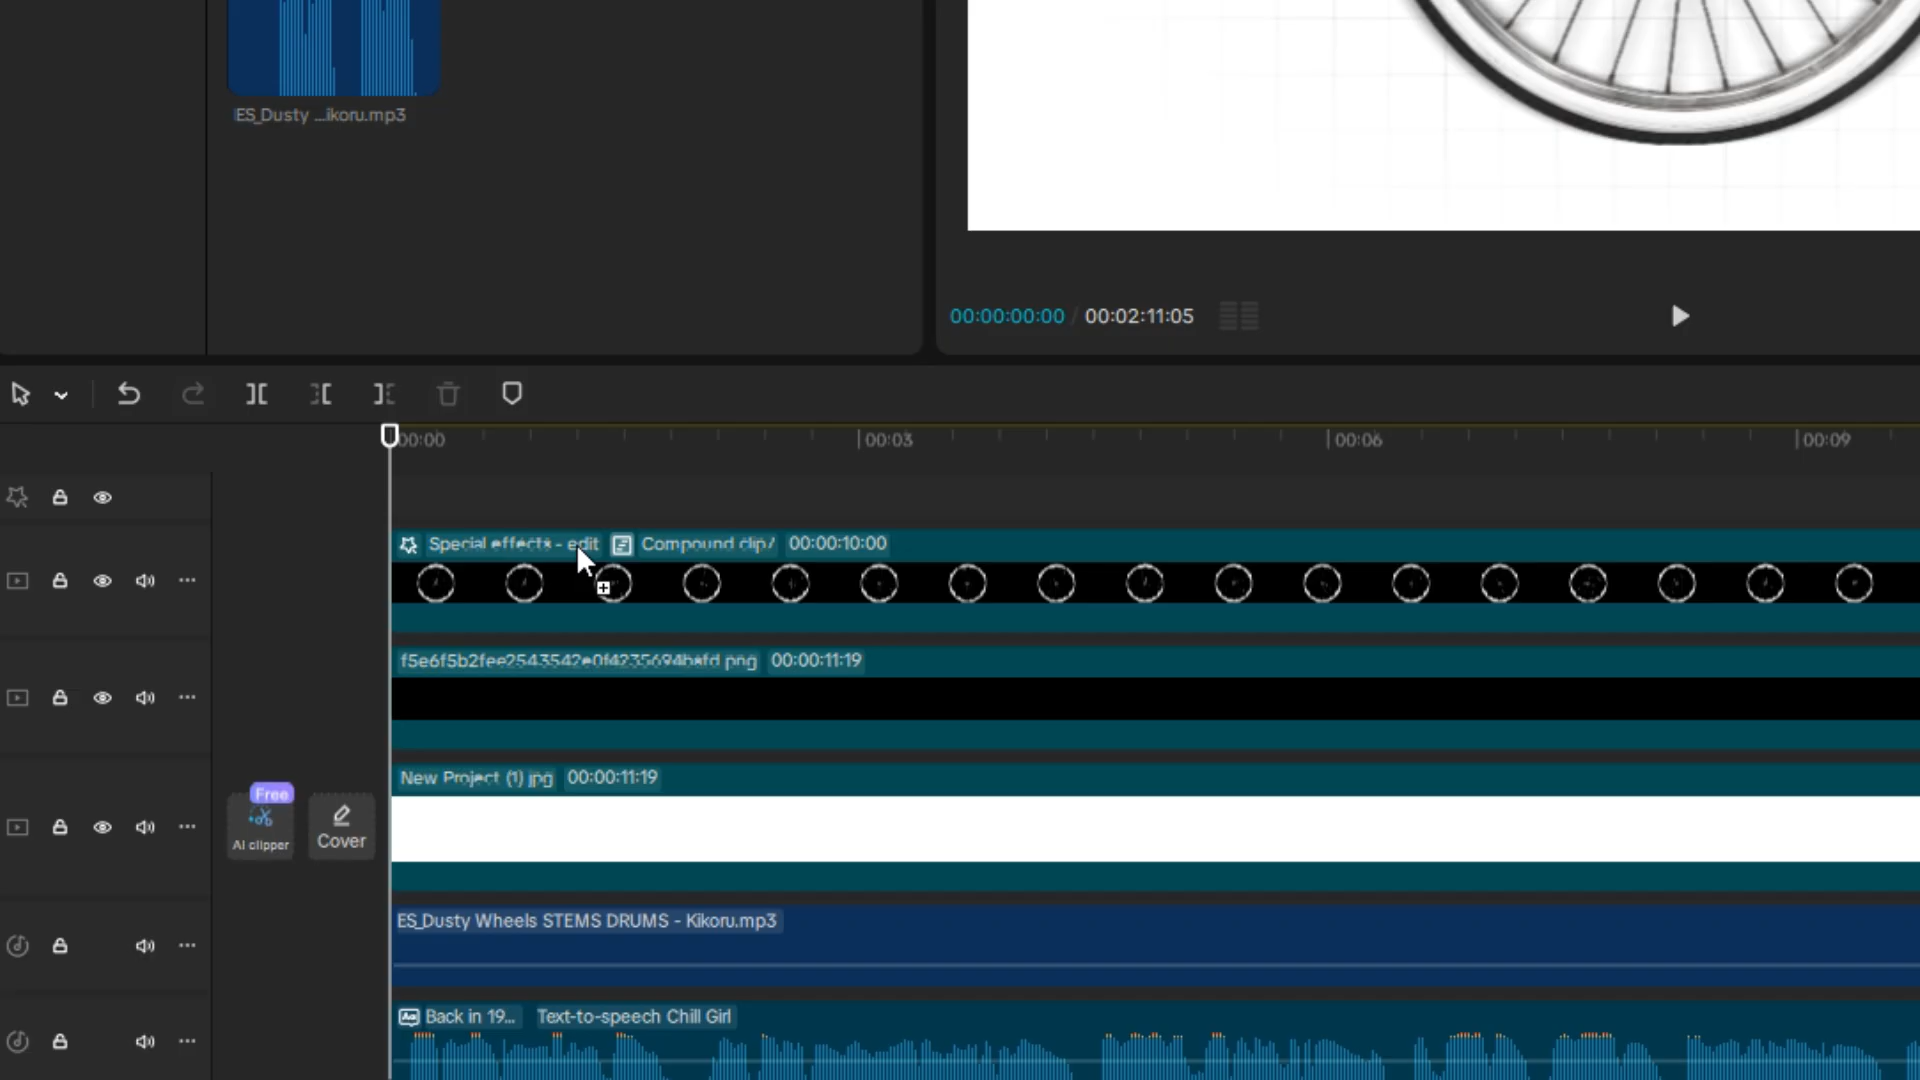 ES_Dusty ...ikoru.mp3
00:00:00:00 / 00:02:11:05
00:00
00:03
00:06
00:09
Special effects - edit Compound clip7 00:00:10:00
f5e6f5b2fee2543542e0f4235694bafd.png 00:00:11:19
New Project (1).jpg 00:00:11:19
Free
AI clipper
Cover
ES_Dusty Wheels STEMS DRUMS - Kikoru.mp3
Back in 19... Text-to-speech Chill Girl